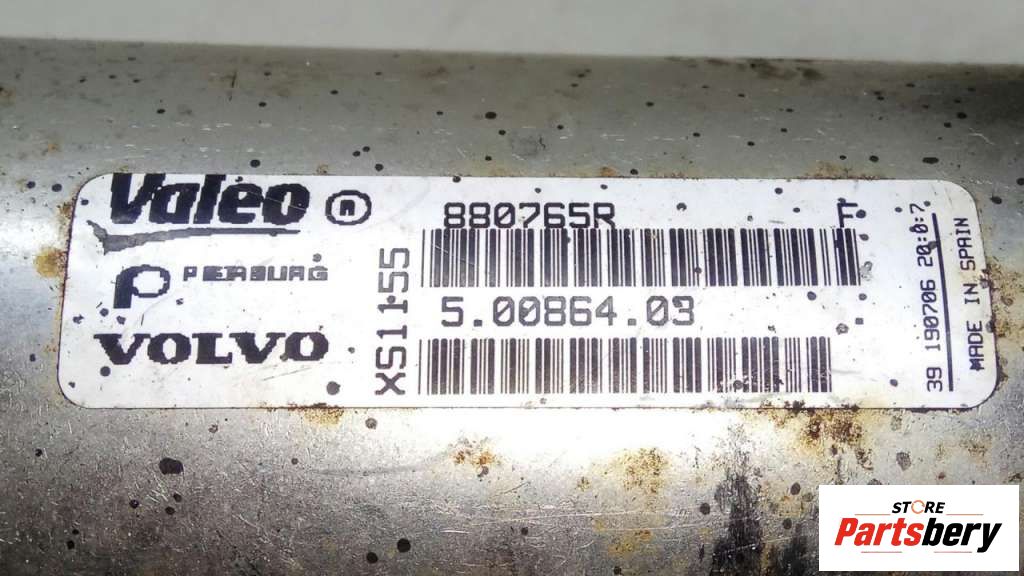 Valeo ®
880765R F
PIERBURG
XS1155
5.00864.03
VOLVO
39 190706 20:0:7
MADE IN SPAIN
STORE
Partsbery